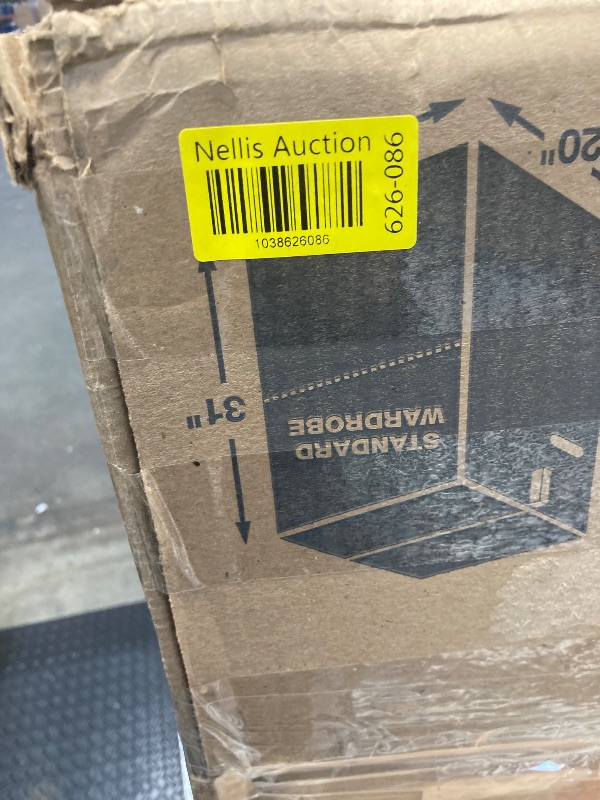 Nellis Auction
626-086
1038626086
20"
31"
STANDARD
WARDROBE